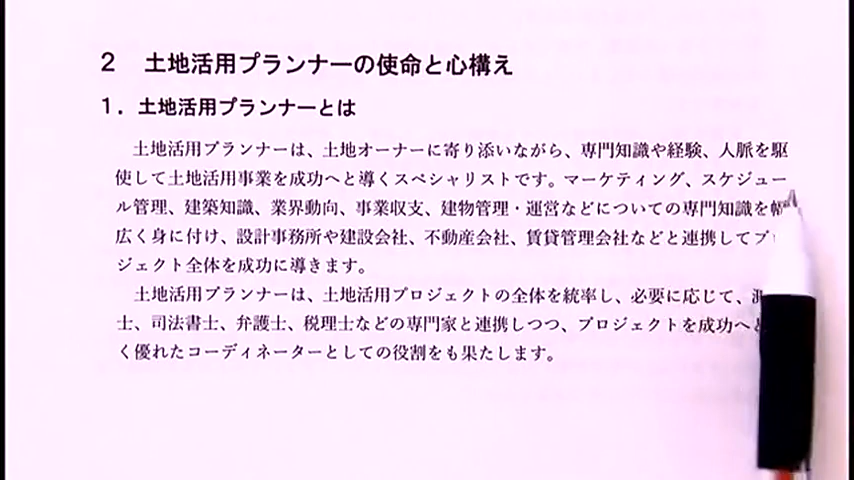 2 土地活用プランナーの使命と心構え
1．土地活用プランナーとは
土地活用プランナーは、土地オーナーに寄り添いながら、専門知識や経験、人脈を駆
使して土地活用事業を成功へと導くスペシャリストです。マーケティング、スケジュー
ル管理、建築知識、業界動向、事業収支、建物管理・運営などについての専門知識を幅
広く身に付け、設計事務所や建設会社、不動産会社、賃貸管理会社などと連携してプ
ジェクト全体を成功に導きます。
土地活用プランナーは、土地活用プロジェクトの全体を統率し、必要に応じて、
士、司法書士、弁護士、税理士などの専門家と連携しつつ、プロジェクトを成功へ
く優れたコーディネーターとしての役割をも果たします。